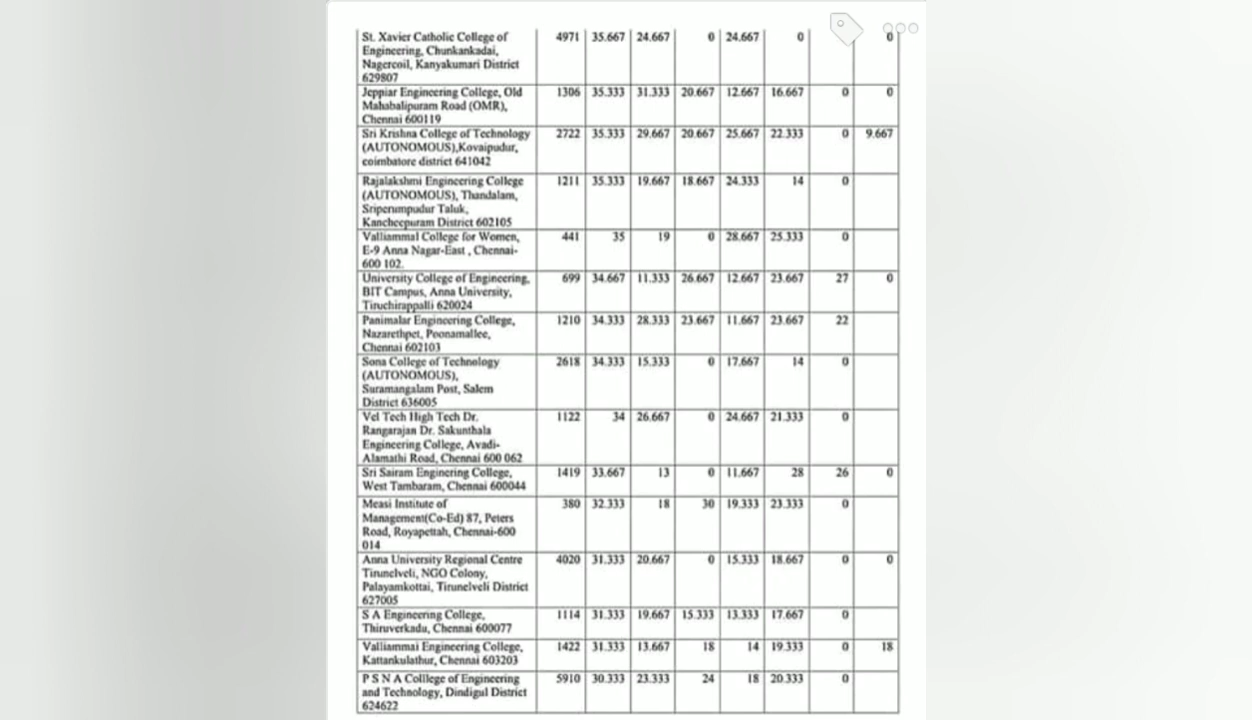 St. Xavier Catholic College of 4971 35.667 24.667 0 24.667 0 0
Engineering, Chunkankadai,
Nagercoil, Kanyakumari District
629807
Jeppiar Engineering College, Old 1306 35.333 31.333 20.667 12.667 16.667 0 0
Mahabalipuram Road (OMR),
Chennai 600119
Sri Krishna College of Technology 2722 35.333 29.667 20.667 25.667 22.333 0 9.667
(AUTONOMOUS),Kovaipudur,
coimbatore district 641042
Rajalakshmi Engineering College 1211 35.333 19.667 18.667 24.333 14 0
(AUTONOMOUS), Thandalam,
Sriperumpudur Taluk,
Kancheepuram District 602105
Valliammal College for Women, 441 35 19 0 28.667 25.333 0
E-9 Anna Nagar-East , Chennai-
600 102.
University College of Engineering, 699 34.667 11.333 26.667 12.667 23.667 27 0
BIT Campus, Anna University,
Tiruchirappalli 620024
Panimalar Engineering College, 1210 34.333 28.333 23.667 11.667 23.667 22
Nazarethpet, Poonamallee,
Chennai 602103
Sona College of Technology 2618 34.333 15.333 0 17.667 14 0
(AUTONOMOUS),
Suramangalam Post, Salem
District 636005
Vel Tech High Tech Dr. 1122 34 26.667 0 24.667 21.333 0
Rangarajan Dr. Sakunthala
Engineering College, Avadi-
Alamathi Road, Chennai 600 062
Sri Sairam Enginering College, 1419 33.667 13 0 11.667 28 26 0
West Tambaram, Chennai 600044
Measi Institute of 380 32.333 18 30 19.333 23.333 0
Management(Co-Ed) 87, Peters
Road, Royapettah, Chennai-600
014
Anna University Regional Centre 4020 31.333 20.667 0 15.333 18.667 0 0
Tirunelveli, NGO Colony,
Palayamkottai, Tirunelveli District
627005
S A Engineering College, 1114 31.333 19.667 15.333 13.333 17.667 0
Thiruverkadu, Chennai 600077
Valliammai Engineering College, 1422 31.333 13.667 18 14 19.333 0 18
Kattankulathur, Chennai 603203
P S N A Colllege of Engineering 5910 30.333 23.333 24 18 20.333 0
and Technology, Dindigul District
624622